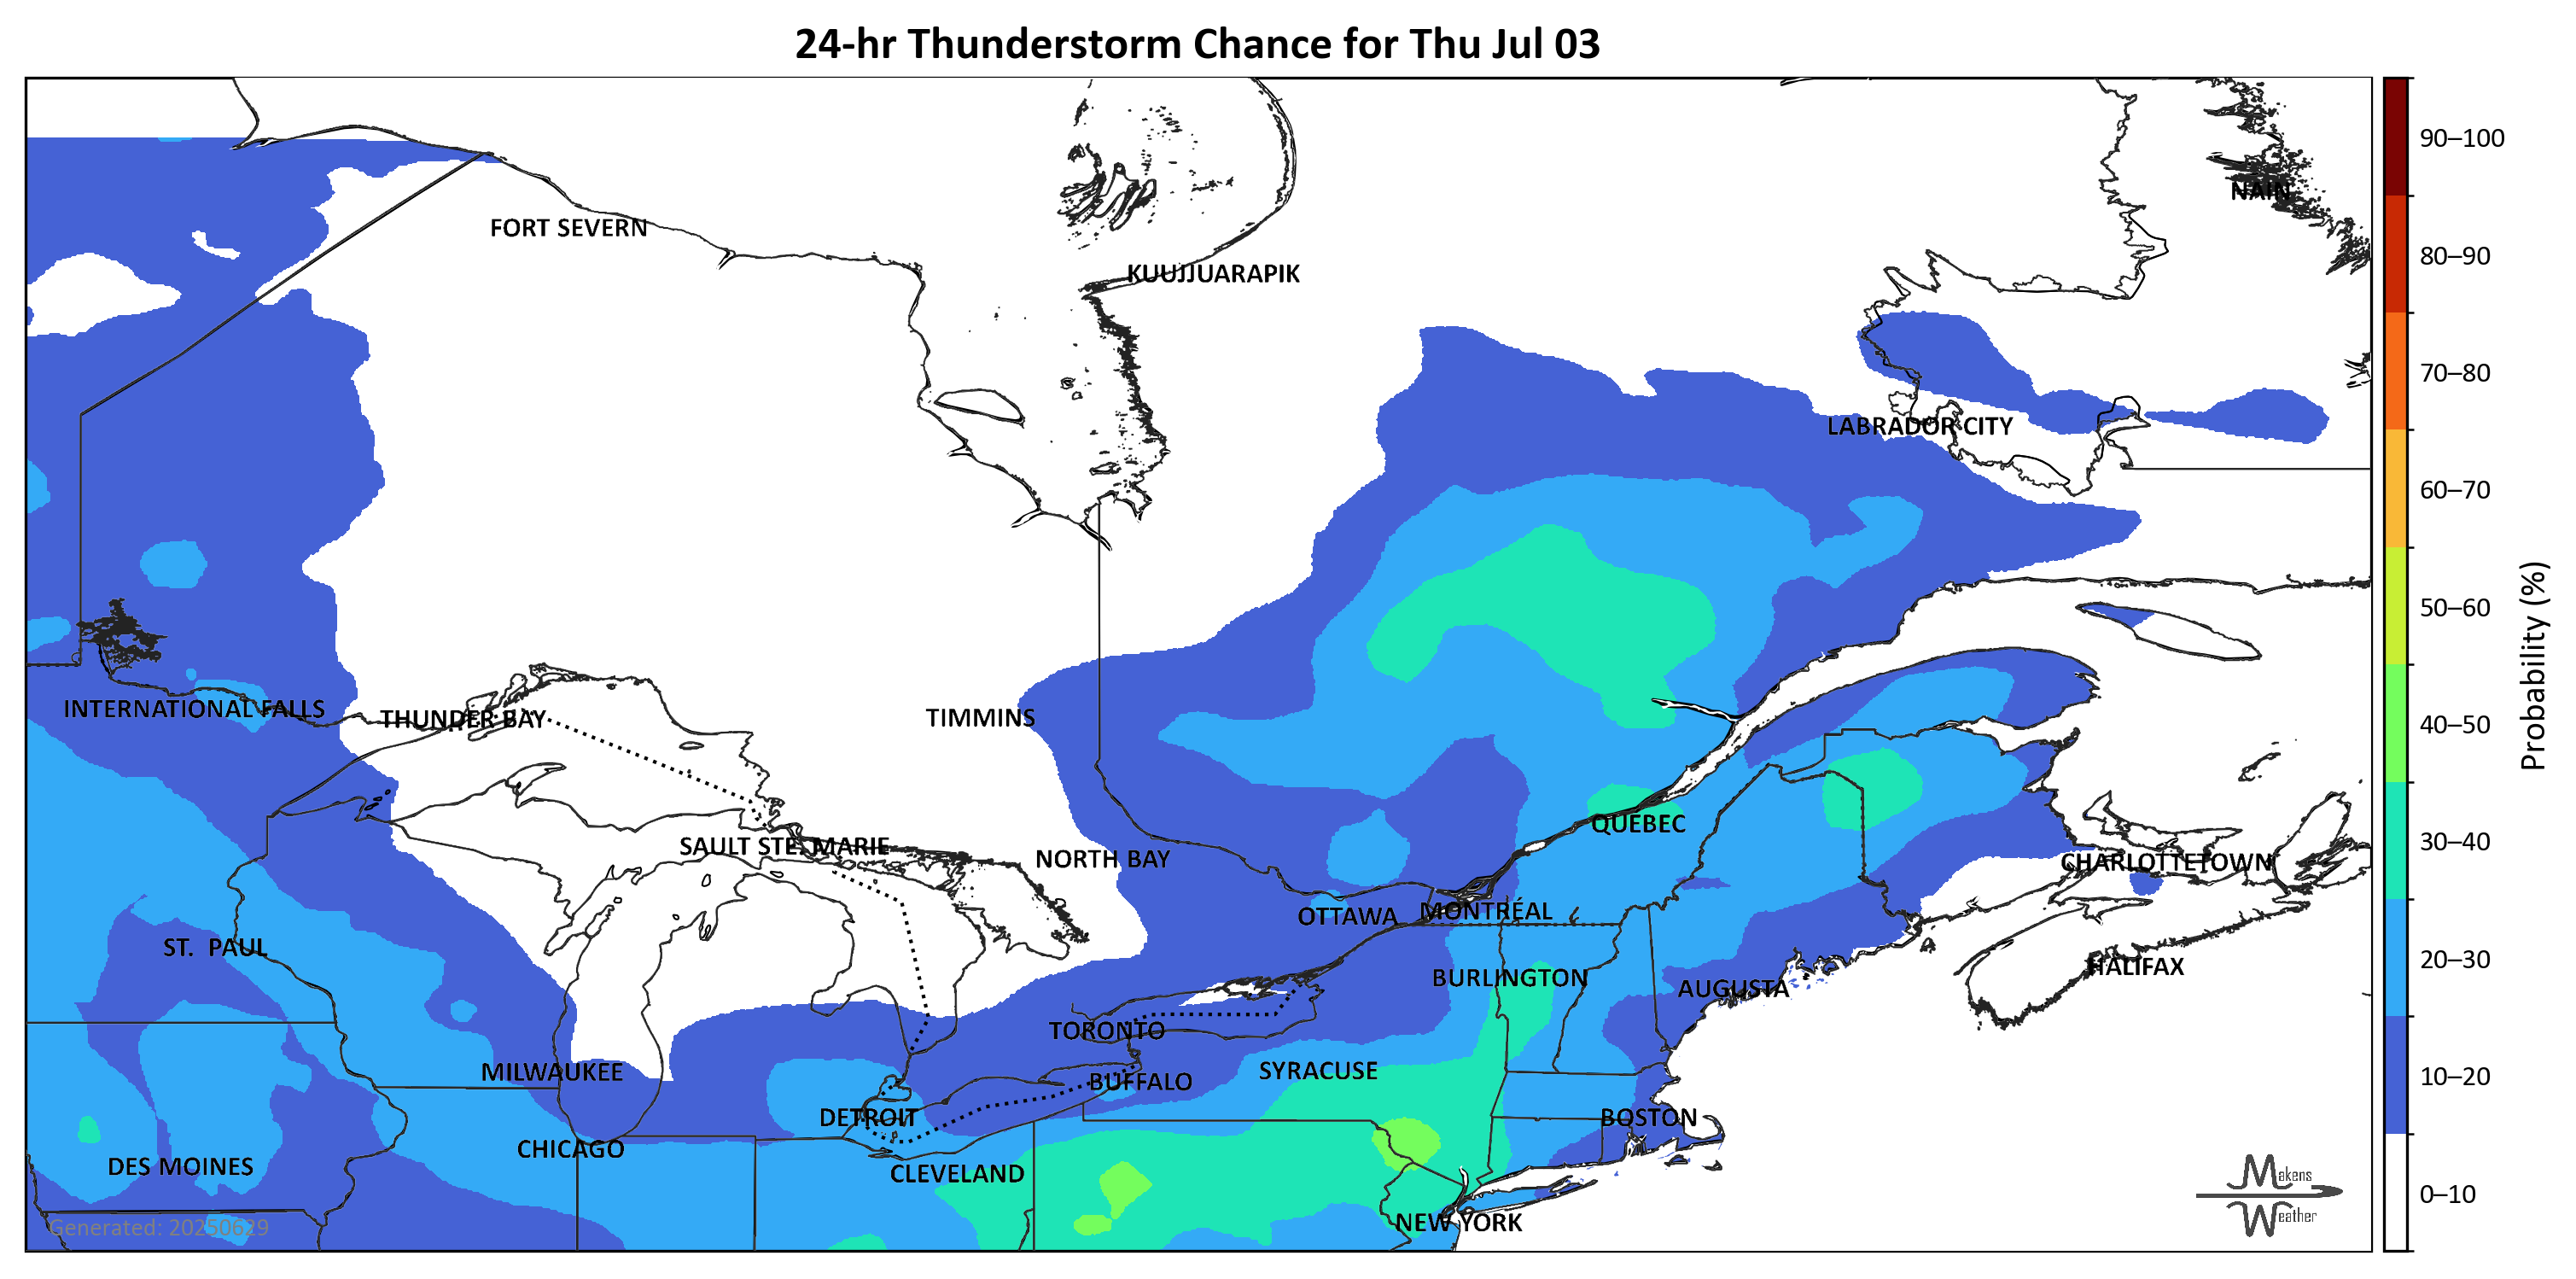 24-hr Thunderstorm Chance for Thu Jul 03
90–100
NAIN
FORT SEVERN
80–90
KUUJJUARAPIK
70–80
LABRADOR CITY
60–70
50–60
Probability (%)
INTERNATIONAL FALLS
THUNDER BAY
TIMMINS
40–50
QUEBEC
30–40
SAULT STE. MARIE
NORTH BAY
CHARLOTTETOWN
OTTAWA
MONTRÉAL
ST. PAUL
20–30
HALIFAX
BURLINGTON
AUGUSTA
TORONTO
MILWAUKEE
SYRACUSE
BUFFALO
10–20
DETROIT
BOSTON
CHICAGO
DES MOINES
CLEVELAND
Makens
Weather
0–10
NEW YORK
Generated: 20250629